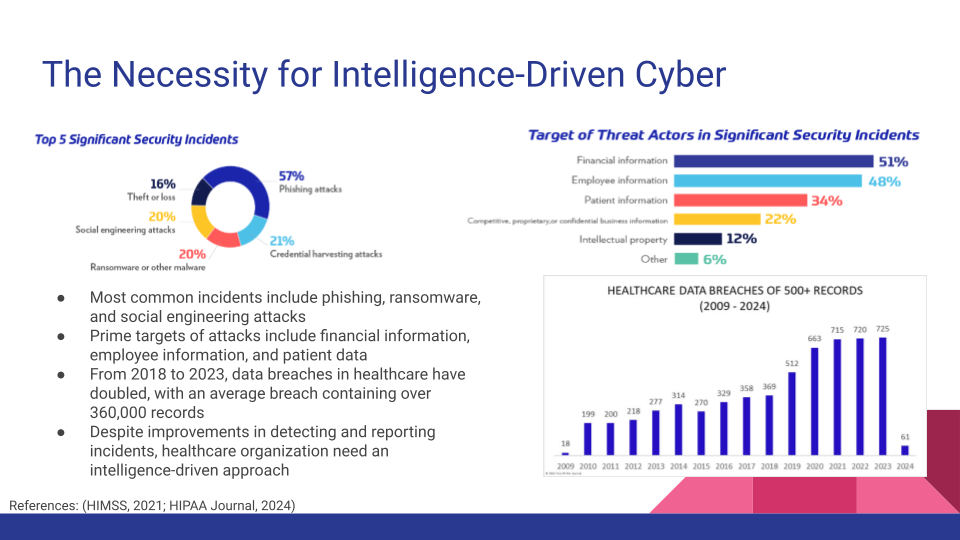 The Necessity for Intelligence-Driven Cyber
Top 5 Significant Security Incidents
57%
Phishing attacks
16%
Theft or loss
20%
Social engineering attacks
21%
Credential harvesting attacks
20%
Ransomware or other malware
Target of Threat Actors in Significant Security Incidents
Financial information 51%
Employee information 48%
Patient information 34%
Competitive, proprietary,or confidential business information 22%
Intellectual property 12%
Other 6%
● Most common incidents include phishing, ransomware,
and social engineering attacks
● Prime targets of attacks include financial information,
employee information, and patient data
● From 2018 to 2023, data breaches in healthcare have
doubled, with an average breach containing over
360,000 records
● Despite improvements in detecting and reporting
incidents, healthcare organization need an
intelligence-driven approach
HEALTHCARE DATA BREACHES OF 500+ RECORDS
(2009 - 2024)
18 199 200 218 277 314 270 329 358 369 512 663 715 720 725 61
2009 2010 2011 2012 2013 2014 2015 2016 2017 2018 2019 2020 2021 2022 2023 2024
References: (HIMSS, 2021; HIPAA Journal, 2024)